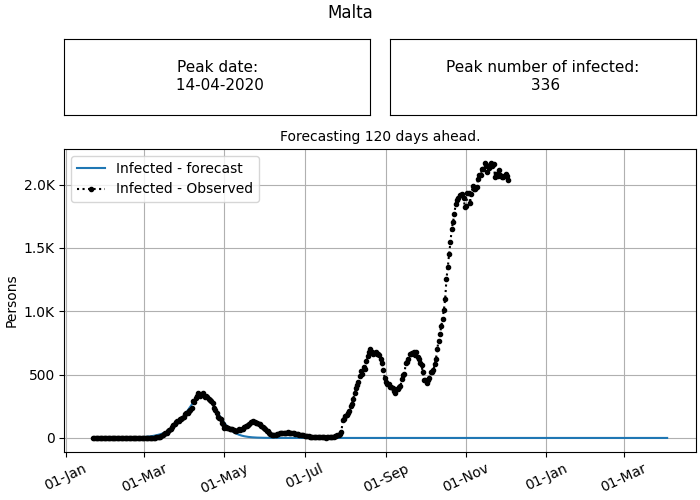 Malta
Peak date:
14-04-2020
Peak number of infected:
336
Forecasting 120 days ahead.
Infected - forecast
Infected - Observed
2.0K
1.5K
1.0K
500
0
Persons
01-Jan
01-Mar
01-May
01-Jul
01-Sep
01-Nov
01-Jan
01-Mar